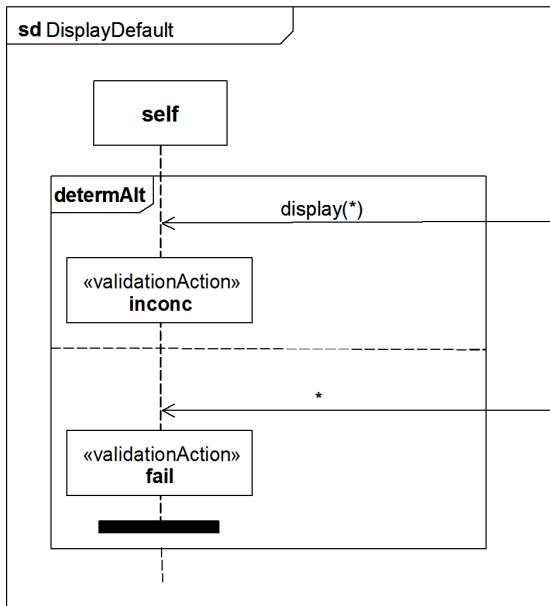 sd DisplayDefault
self
determAlt
display(*)
«validationAction»
inconc
*
«validationAction»
fail